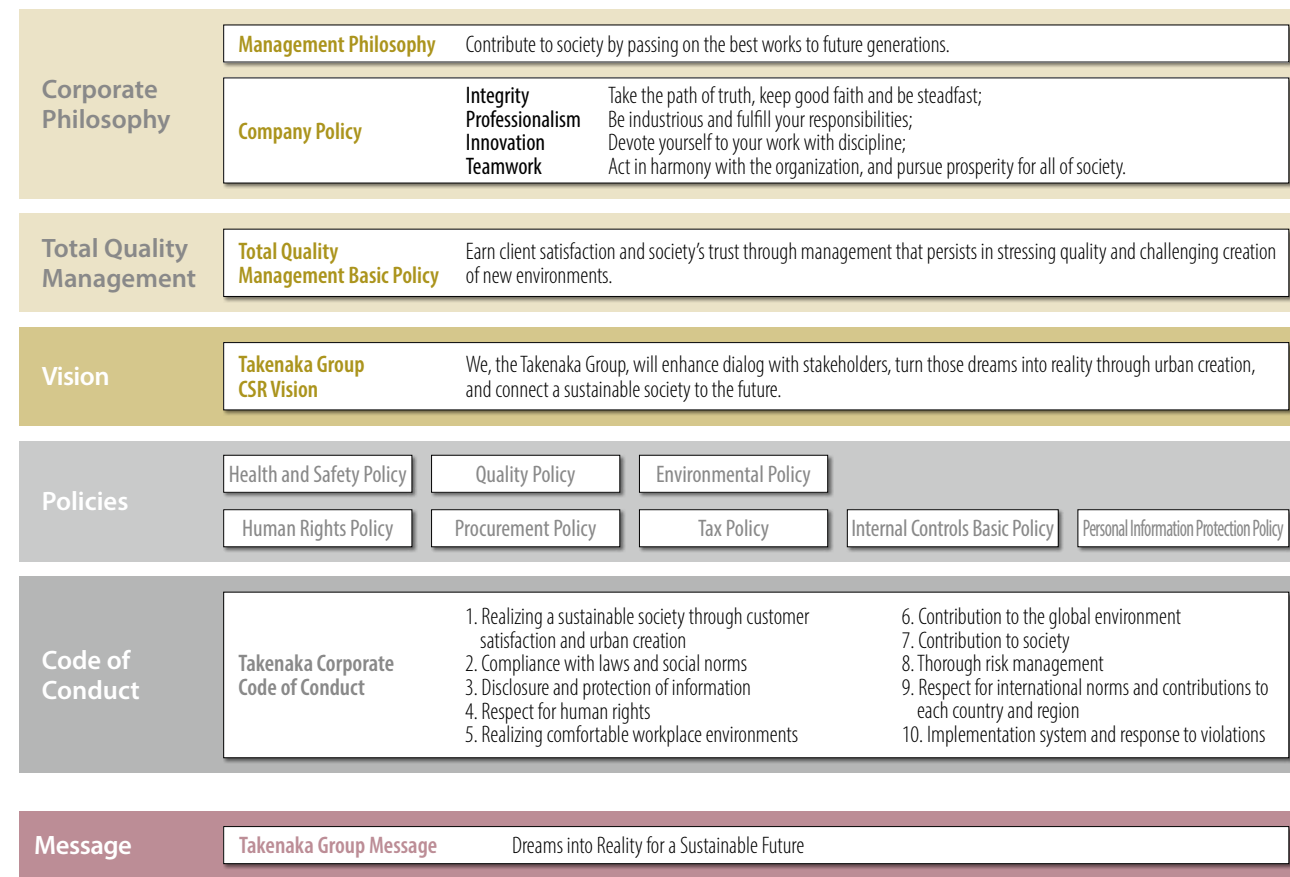 Corporate
Philosophy
Management Philosophy Contribute to society by passing on the best works to future generations.
Company Policy
Integrity Take the path of truth, keep good faith and be steadfast;
Professionalism Be industrious and fulfill your responsibilities;
Innovation Devote yourself to your work with discipline;
Teamwork Act in harmony with the organization, and pursue prosperity for all of society.
Total Quality
Management
Total Quality
Management Basic Policy
Earn client satisfaction and society’s trust through management that persists in stressing quality and challenging creation
of new environments.
Vision
Takenaka Group
CSR Vision
We, the Takenaka Group, will enhance dialog with stakeholders, turn those dreams into reality through urban creation,
and connect a sustainable society to the future.
Policies
Health and Safety Policy Quality Policy Environmental Policy
Human Rights Policy Procurement Policy Tax Policy Internal Controls Basic Policy Personal Information Protection Policy
Code of
Conduct
Takenaka Corporate
Code of Conduct
1. Realizing a sustainable society through customer
satisfaction and urban creation
2. Compliance with laws and social norms
3. Disclosure and protection of information
4. Respect for human rights
5. Realizing comfortable workplace environments
6. Contribution to the global environment
7. Contribution to society
8. Thorough risk management
9. Respect for international norms and contributions to
each country and region
10. Implementation system and response to violations
Message
Takenaka Group Message Dreams into Reality for a Sustainable Future